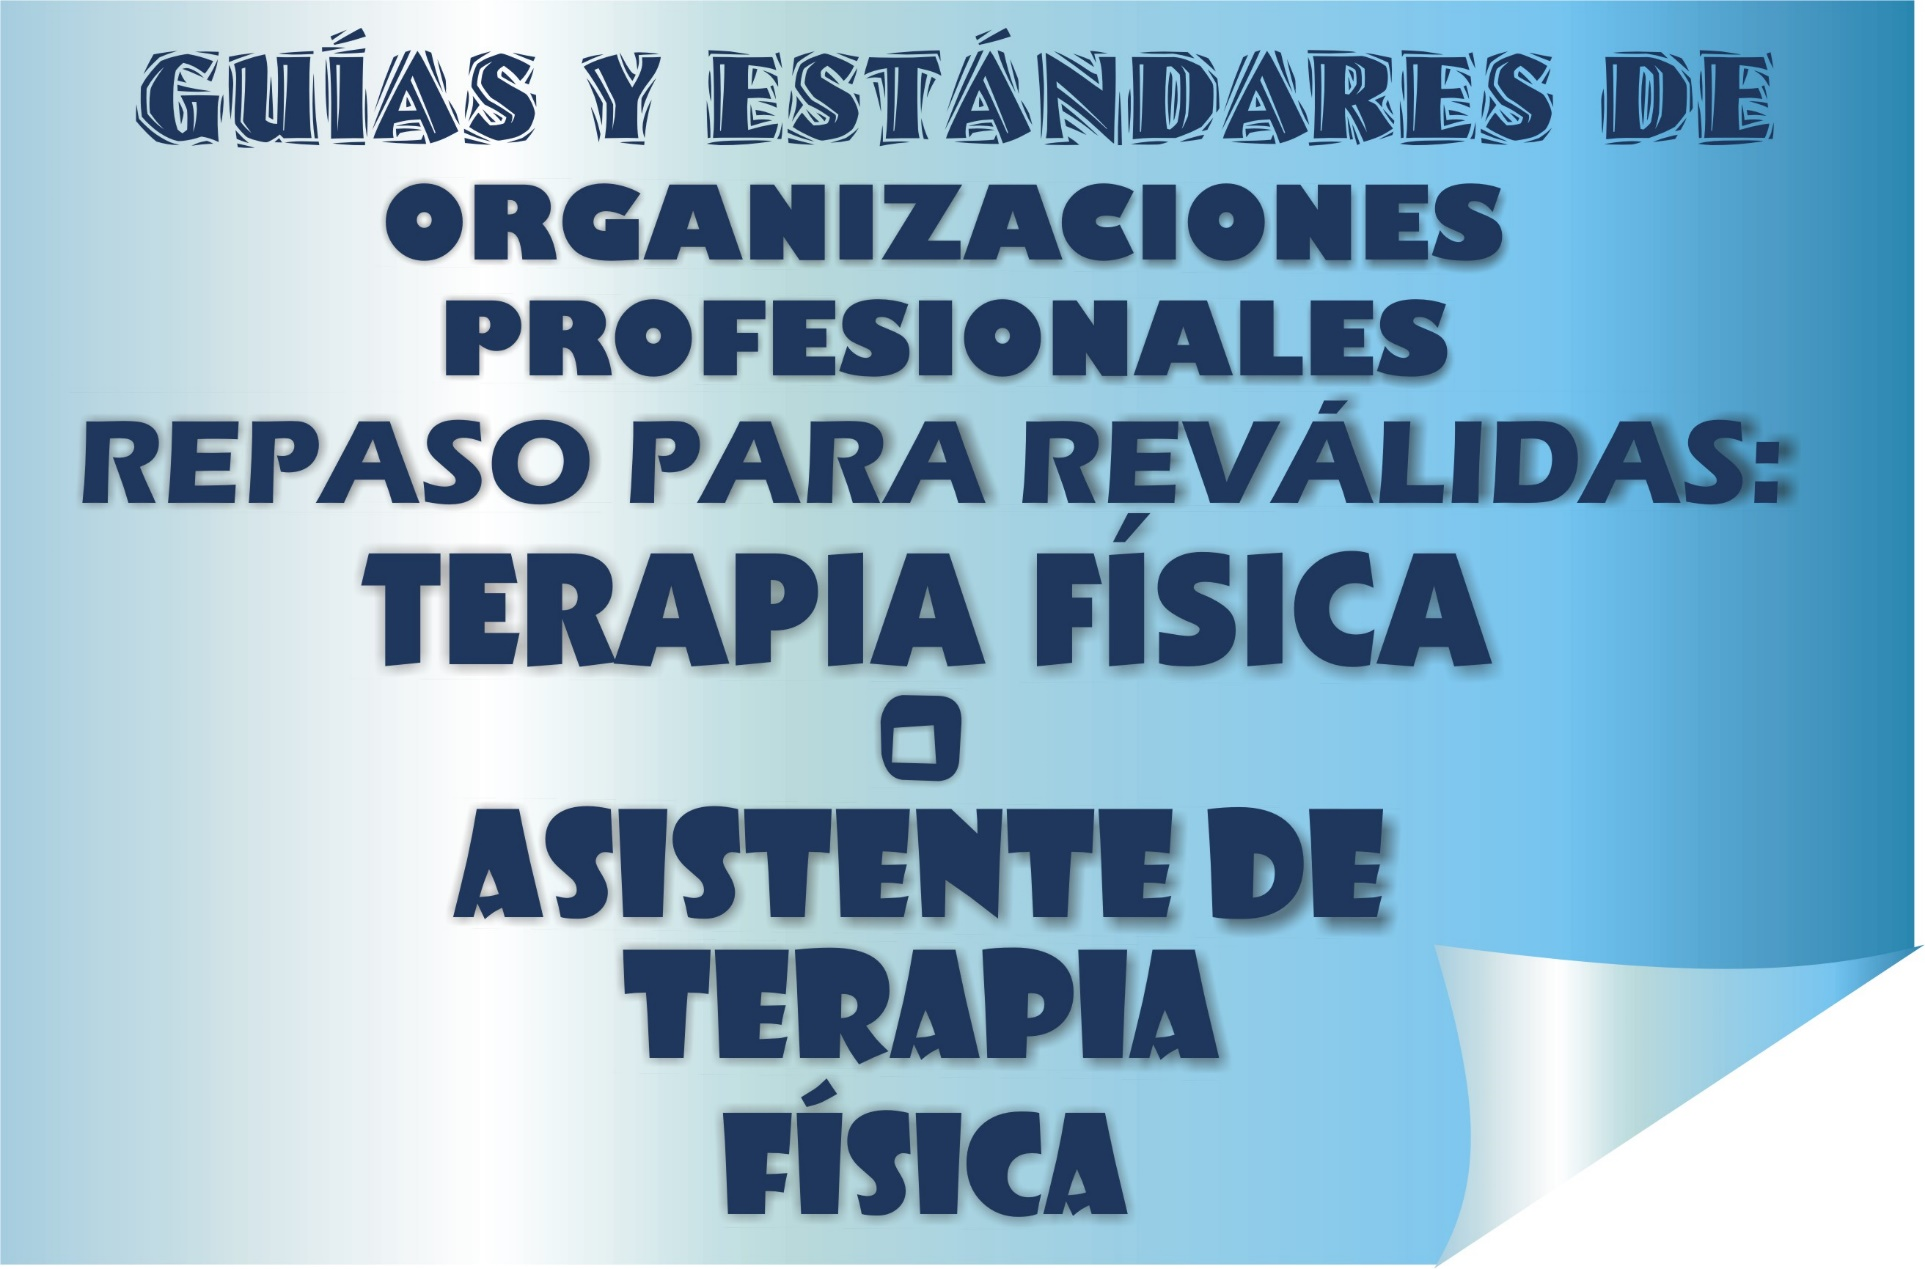 GUÍAS Y ESTÁNDARES DE
ORGANIZACIONES
PROFESIONALES
REPASO PARA REVÁLIDAS:
TERAPIA FÍSICA
O
ASISTENTE DE
TERAPIA
FÍSICA